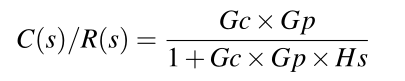 C(s)/R(s) = Gc × Gp / 1 + Gc × Gp × Hs